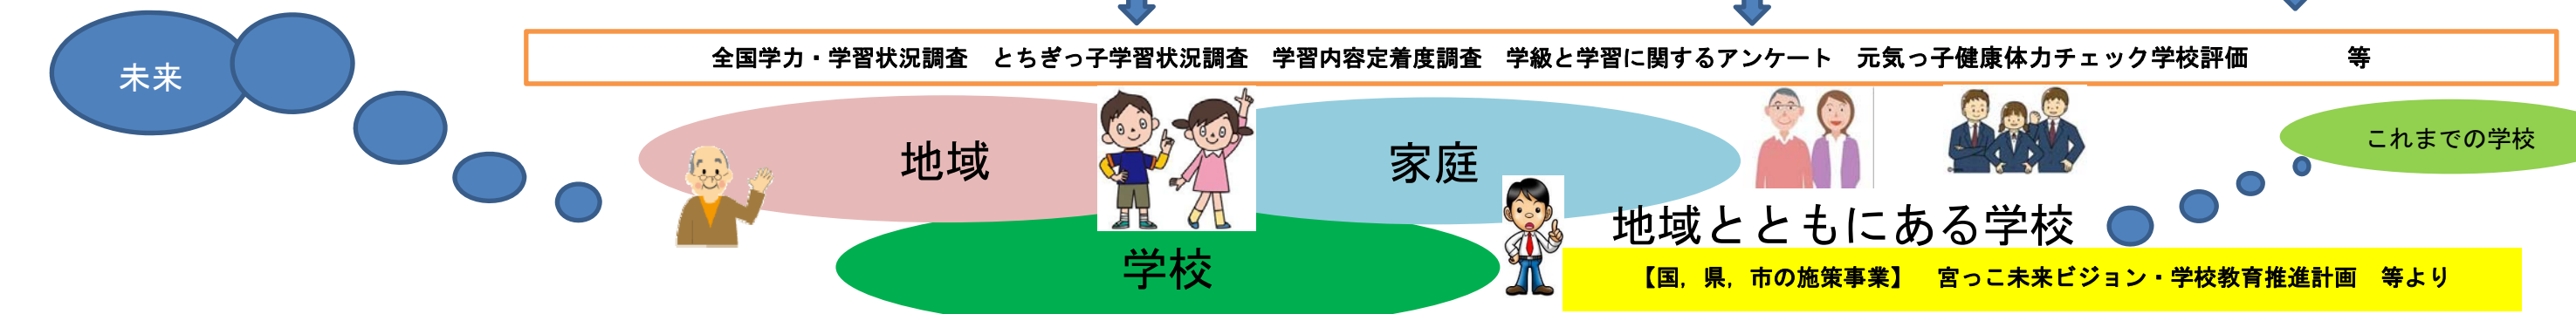 未来
全国学力・学習状況調査　とちぎっ子学習状況調査　学習内容定着度調査　学級と学習に関するアンケート　元気っ子健康体力チェック学校評価　　　　等
地域
家庭
これまでの学校
地域とともにある学校
学校
【国，県，市の施策事業】　宮っこ未来ビジョン・学校教育推進計画　等より